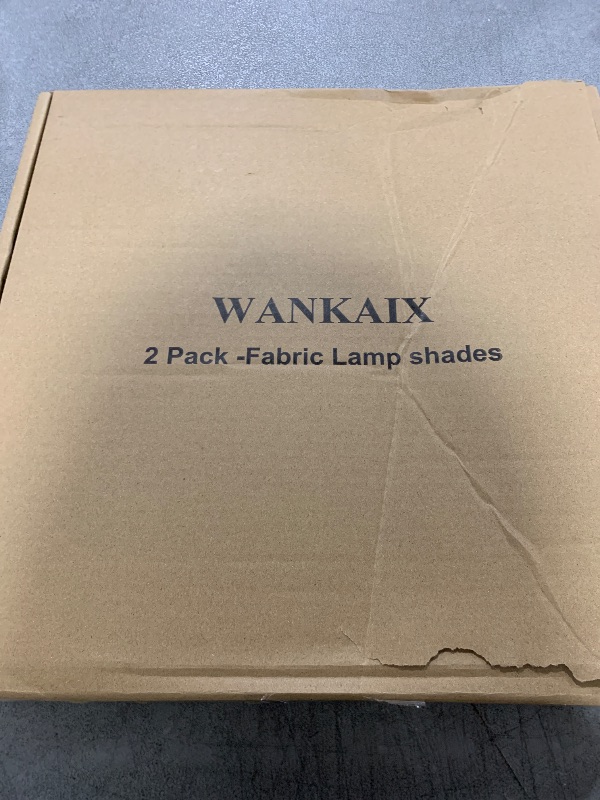 WANKAIX
2 Pack -Fabric Lamp shades